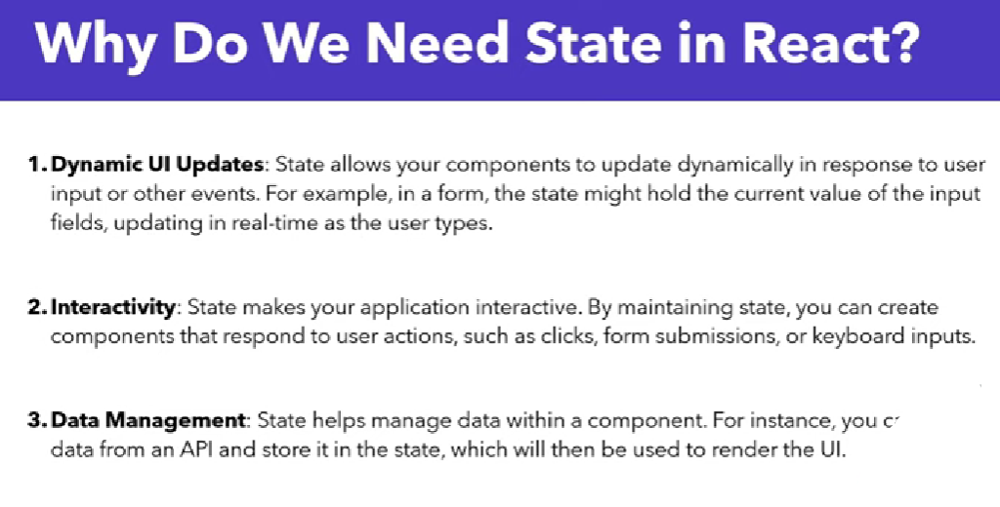 Why Do We Need State in React?
1. Dynamic UI Updates: State allows your components to update dynamically in response to user
input or other events. For example, in a form, the state might hold the current value of the input
fields, updating in real-time as the user types.
2. Interactivity: State makes your application interactive. By maintaining state, you can create
components that respond to user actions, such as clicks, form submissions, or keyboard inputs.
3. Data Management: State helps manage data within a component. For instance, you
data from an API and store it in the state, which will then be used to render the UI.